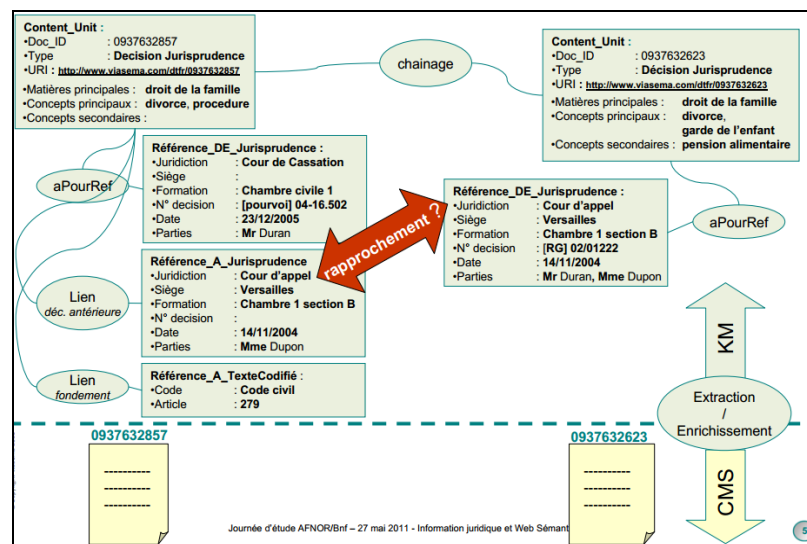 Content_Unit :
•Doc_ID : 0937632857
•Type : Decision Jurisprudence
•URI : http://www.viasema.com/dtfr/0937632857
•Matières principales : droit de la famille
•Concepts principaux : divorce, procedure
•Concepts secondaires :
chainage
Content_Unit :
•Doc_ID : 0937632623
•Type : Décision Jurisprudence
•URI : http://www.viasema.com/dtfr/0937632623
•Matières principales : droit de la famille
•Concepts principaux : divorce,
garde de l'enfant
•Concepts secondaires : pension alimentaire
aPourRef
Référence_DE_Jurisprudence :
•Juridiction : Cour de Cassation
•Siège :
•Formation : Chambre civile 1
•N° decision : [pourvoi] 04-16.502
•Date : 23/12/2005
•Parties : Mr Duran
rapprochement ?
Référence_DE_Jurisprudence :
•Juridiction : Cour d'appel
•Siège : Versailles
•Formation : Chambre 1 section B
•N° decision : [RG] 02/01222
•Date : 14/11/2004
•Parties : Mr Duran, Mme Dupon
aPourRef
Lien
déc. antérieure
Référence_A_Jurisprudence
•Juridiction : Cour d'appel
•Siège : Versailles
•Formation : Chambre 1 section B
•N° decision :
•Date : 14/11/2004
•Parties : Mme Dupon
Lien
fondement
Référence_A_TexteCodifié :
•Code : Code civil
•Article : 279
KM
Extraction
/
Enrichissement
CMS
0937632857
0937632623
Journée d'étude AFNOR/Bnf – 27 mai 2011 - Information juridique et Web Sémant
5